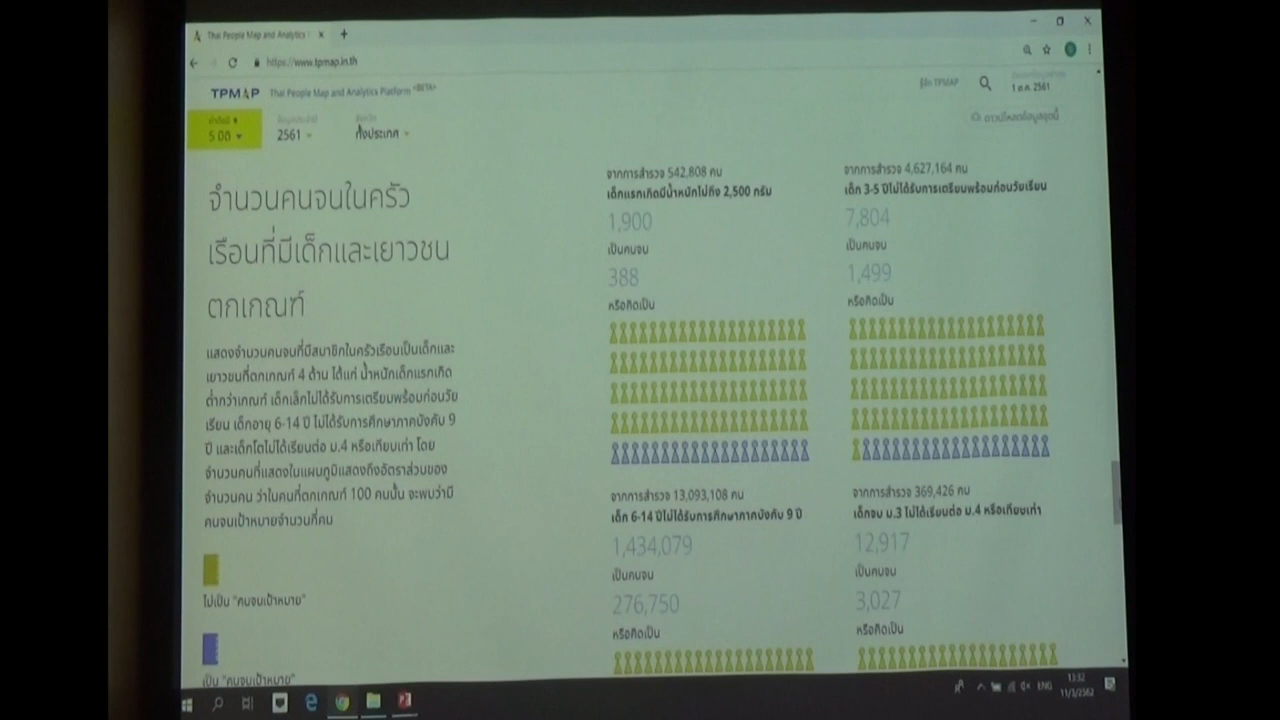 Thai People Map and Analytics
https://www.tpmap.in.th
TPMAP Thai People Map and Analytics Platform <BETA>
รู้จัก TPMAP
1 ต.ค. 2561
5 มิติ
2561
ทั้งประเทศ
ดาวน์โหลดข้อมูลชุดนี้
จำนวนคนจนในครัว
เรือนที่มีเด็กและเยาวชน
ตกเกณฑ์
แสดงจำนวนคนจนที่มีสมาชิกในครัวเรือนเป็นเด็กและ
เยาวชนที่ตกเกณฑ์ 4 ด้าน ได้แก่ น้ำหนักเด็กแรกเกิด
ต่ำกว่าเกณฑ์ เด็กเล็กไม่ได้รับการเตรียมพร้อมก่อนวัย
เรียน เด็กอายุ 6-14 ปี ไม่ได้รับการศึกษาภาคบังคับ 9
ปี และเด็กโตไม่ได้เรียนต่อ ม.4 หรือเทียบเท่า โดย
จำนวนคนที่แสดงในแผนภูมิแสดงถึงอัตราส่วนของ
จำนวนคน ว่าในคนที่ตกเกณฑ์ 100 คนนั้น จะพบว่ามี
คนจนเป้าหมายจำนวนกี่คน
ไม่เป็น "คนจนเป้าหมาย"
เป็น "คนจนเป้าหมาย"
จากการสำรวจ 542,808 คน
เด็กแรกเกิดมีน้ำหนักไม่ถึง 2,500 กรัม
1,900
เป็นคนจน
388
หรือคิดเป็น
จากการสำรวจ 4,627,164 คน
เด็ก 3-5 ปีไม่ได้รับการเตรียมพร้อมก่อนวัยเรียน
7,804
เป็นคนจน
1,499
หรือคิดเป็น
จากการสำรวจ 13,093,108 คน
เด็ก 6-14 ปีไม่ได้รับการศึกษาภาคบังคับ 9 ปี
1,434,079
เป็นคนจน
276,750
หรือคิดเป็น
จากการสำรวจ 369,426 คน
เด็กจบ ม.3 ไม่ได้เรียนต่อ ม.4 หรือเทียบเท่า
12,917
เป็นคนจน
3,027
หรือคิดเป็น
ENG
13:32
11/3/2562